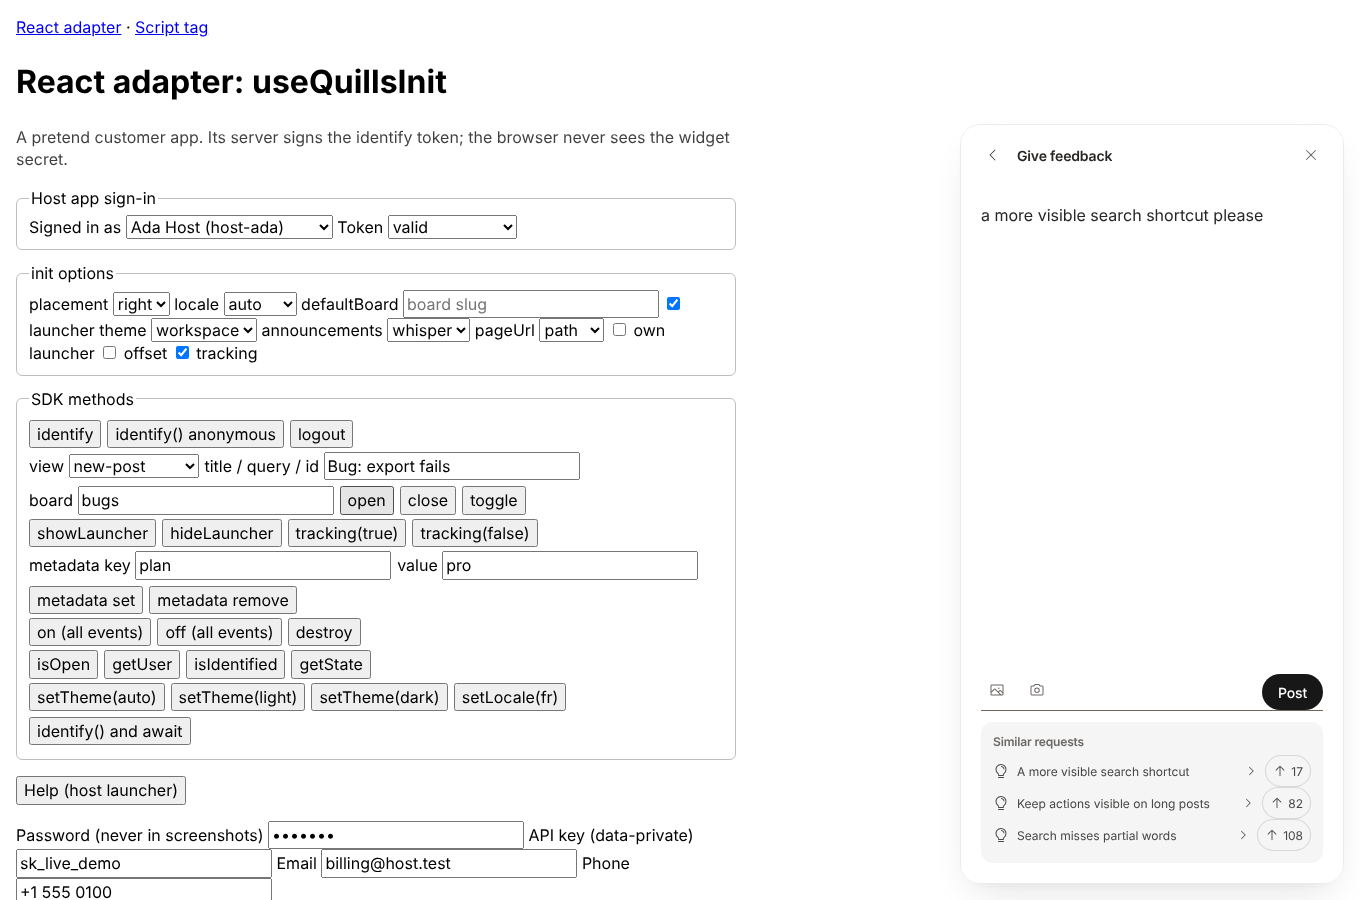 React adapter · Script tag
React adapter: useQuillsInit
A pretend customer app. Its server signs the identify token; the browser never sees the widget
secret.
Host app sign-in
Signed in as Ada Host (host-ada) Token valid
init options
placement right locale auto defaultBoard board slug
launcher theme workspace announcements whisper pageUrl path own
launcher offset tracking
SDK methods
identify identify() anonymous logout
view new-post title / query / id Bug: export fails
board bugs open close toggle
showLauncher hideLauncher tracking(true) tracking(false)
metadata key plan value pro
metadata set metadata remove
on (all events) off (all events) destroy
isOpen getUser isIdentified getState
setTheme(auto) setTheme(light) setTheme(dark) setLocale(fr)
identify() and await
Help (host launcher)
Password (never in screenshots) ••••••• API key (data-private)
sk_live_demo Email billing@host.test Phone
+1 555 0100
Give feedback
a more visible search shortcut please
Post
Similar requests
A more visible search shortcut 17
Keep actions visible on long posts 82
Search misses partial words 108